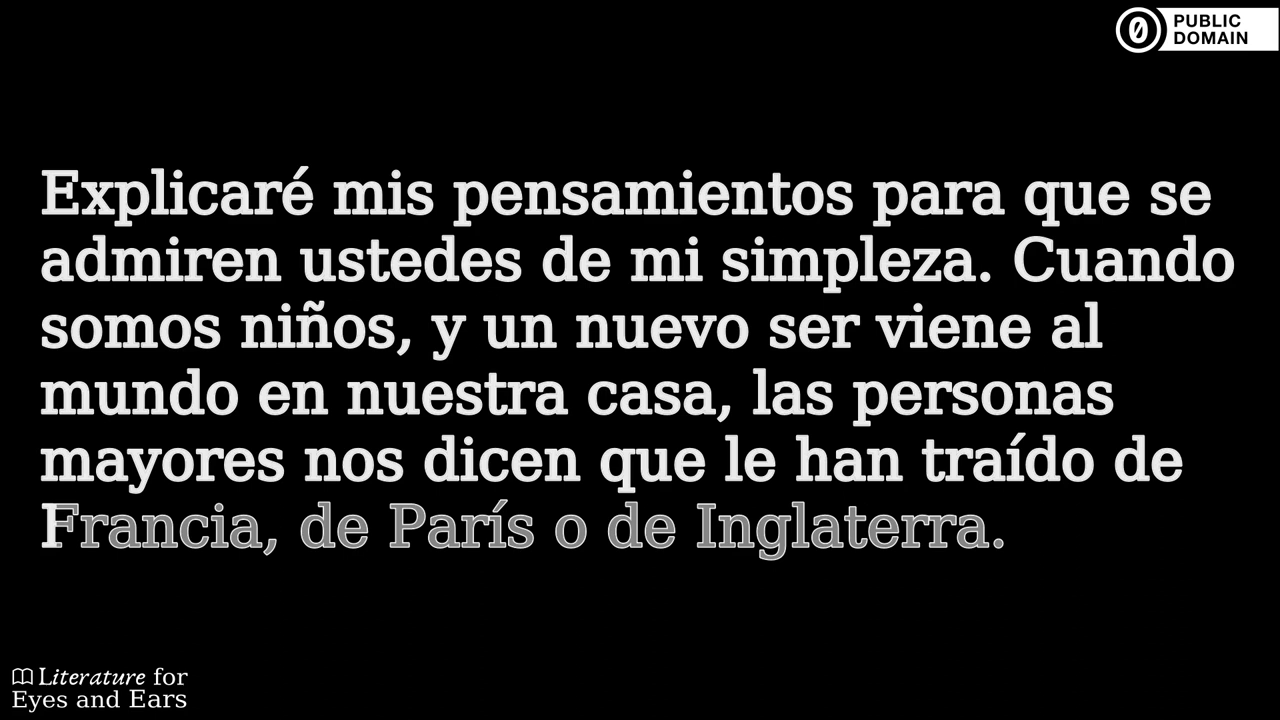 PUBLIC
DOMAIN
Explicaré mis pensamientos para que se
admiren ustedes de mi simpleza. Cuando
somos niños, y un nuevo ser viene al
mundo en nuestra casa, las personas
mayores nos dicen que le han traído de
Francia, de París o de Inglaterra.
Literature for
Eyes and Ears